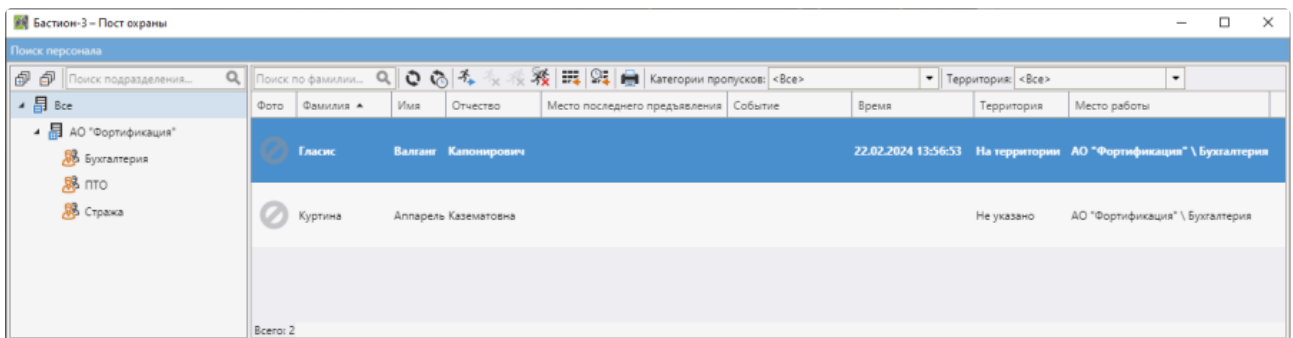 Бастион-3 – Пост охраны
Поиск персонала
Поиск подразделения...
Поиск по фамилии... Категории пропусков: <Все> Территория: <Все>
Все
АО "Фортификация"
Бухгалтерия
ПТО
Стража
Фото Фамилия Имя Отчество Место последнего предъявления Событие Время Территория Место работы
Гласис Валганг Капонирович 22.02.2024 13:56:53 На территории АО "Фортификация" \ Бухгалтерия
Куртина Аппарель Казематовна Не указано АО "Фортификация" \ Бухгалтерия
Всего: 2